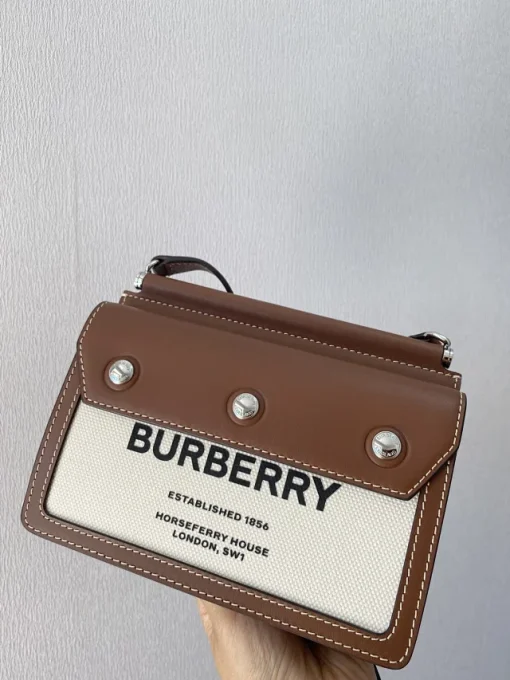 BURBERRY
ESTABLISHED 1856
HORSEFERRY HOUSE
LONDON, SW1